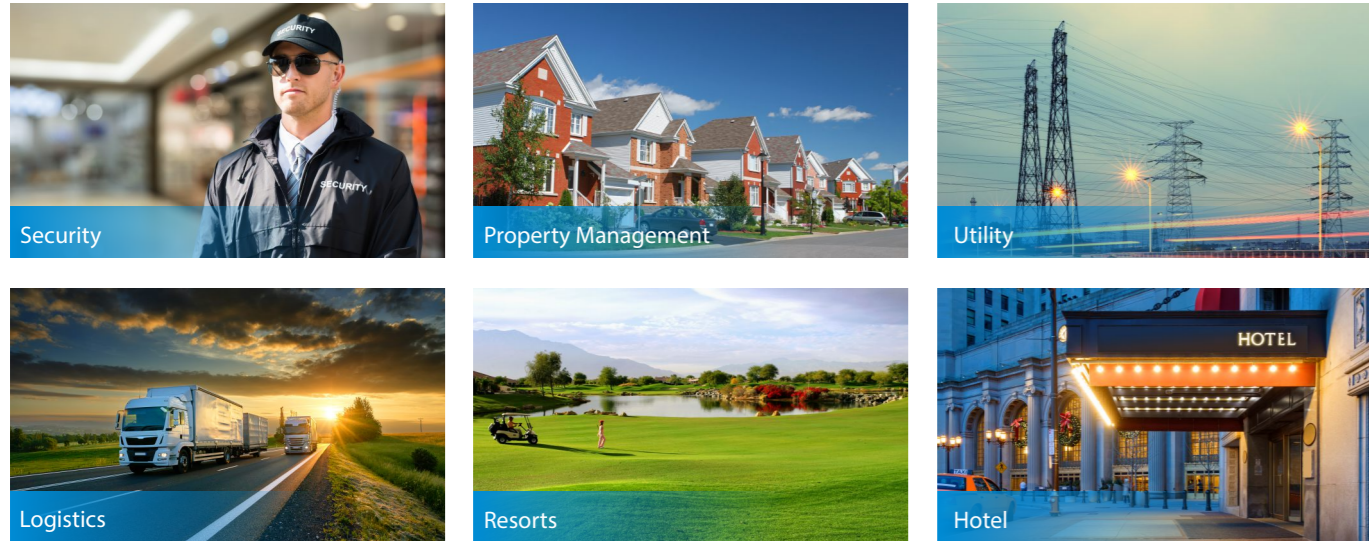 SECURITY
SECURITY
Security
Property Management
Utility
HOTEL
Logistics
Resorts
Hotel